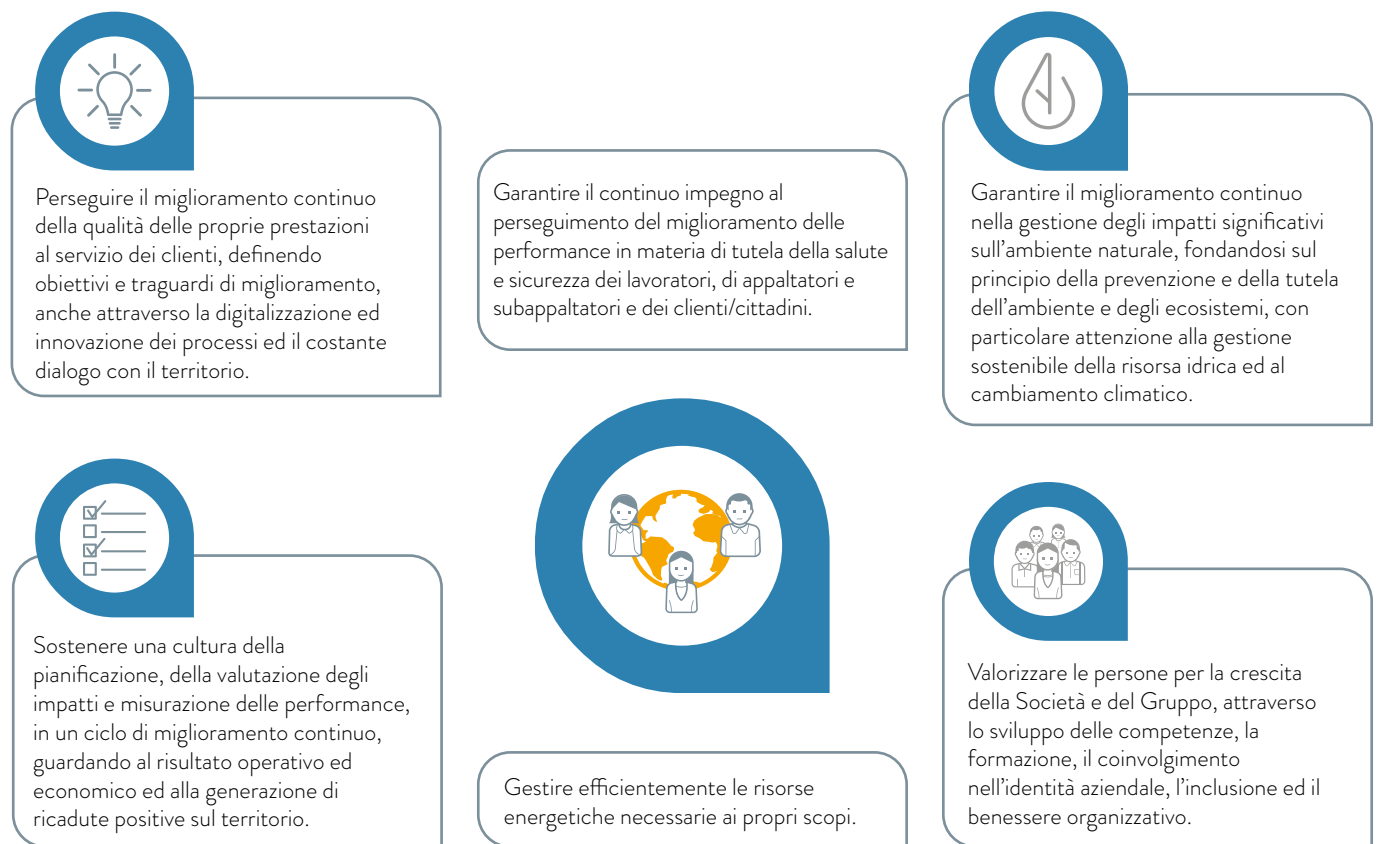 Perseguire il miglioramento continuo
della qualità delle proprie prestazioni
al servizio dei clienti, definendo
obiettivi e traguardi di miglioramento,
anche attraverso la digitalizzazione ed
innovazione dei processi ed il costante
dialogo con il territorio.
Garantire il continuo impegno al
perseguimento del miglioramento delle
performance in materia di tutela della salute
e sicurezza dei lavoratori, di appaltatori e
subappaltatori e dei clienti/cittadini.
Garantire il miglioramento continuo
nella gestione degli impatti significativi
sull’ambiente naturale, fondandosi sul
principio della prevenzione e della tutela
dell’ambiente e degli ecosistemi, con
particolare attenzione alla gestione
sostenibile della risorsa idrica ed al
cambiamento climatico.
Sostenere una cultura della
pianificazione, della valutazione degli
impatti e misurazione delle performance,
in un ciclo di miglioramento continuo,
guardando al risultato operativo ed
economico ed alla generazione di
ricadute positive sul territorio.
Gestire efficientemente le risorse
energetiche necessarie ai propri scopi.
Valorizzare le persone per la crescita
della Società e del Gruppo, attraverso
lo sviluppo delle competenze, la
formazione, il coinvolgimento
nell’identità aziendale, l’inclusione ed il
benessere organizzativo.